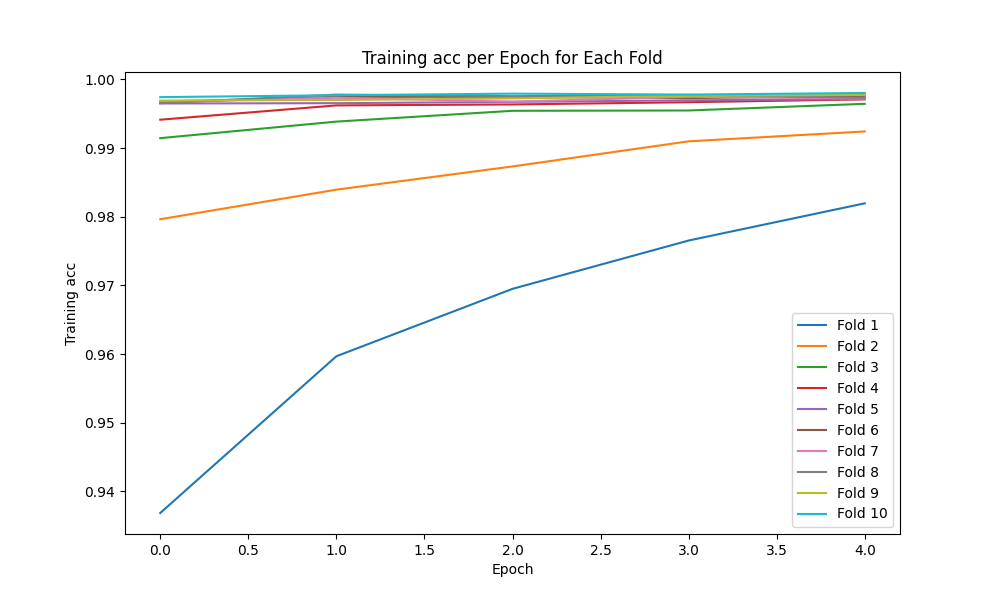 Training acc per Epoch for Each Fold
1.00
0.99
0.98
0.97
0.96
0.95
0.94
Training acc
Fold 1
Fold 2
Fold 3
Fold 4
Fold 5
Fold 6
Fold 7
Fold 8
Fold 9
Fold 10
0.0 0.5 1.0 1.5 2.0 2.5 3.0 3.5 4.0
Epoch